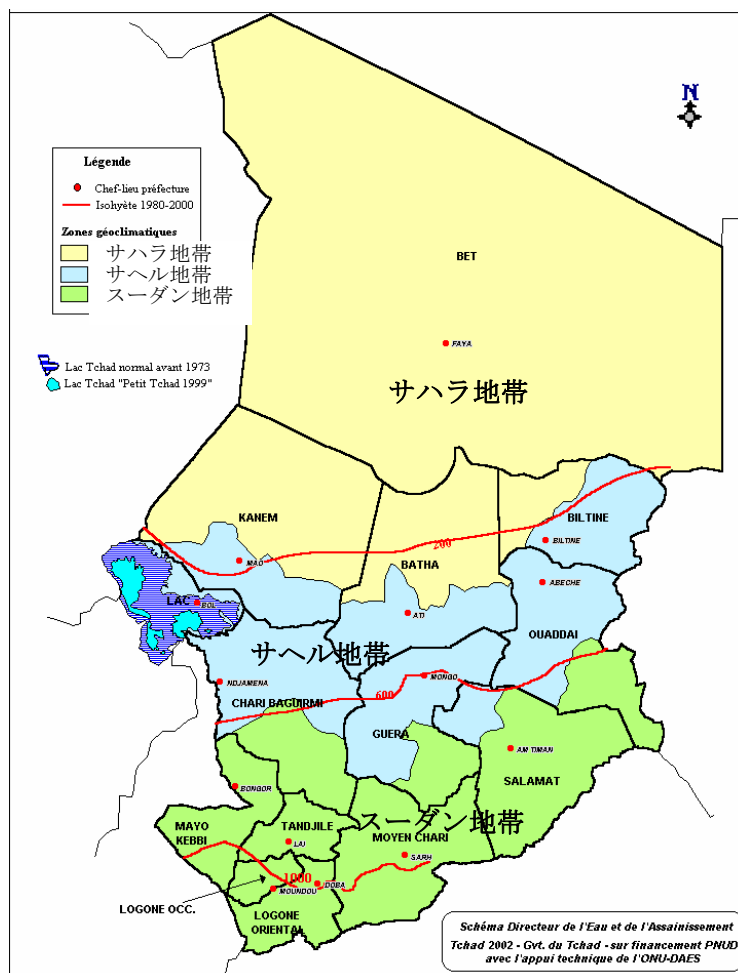 N
Légende
Chef-lieu préfecture
Isohyète 1980-2000
Zones géoclimatiques
サハラ地帯
サヘル地帯
スーダン地帯
BET
FAYA
Lac Tchad normal avant 1973
Lac Tchad "Petit Tchad 1999"
サハラ地帯
KANEM
BILTINE
200
BILTINE
MAO
BATHA
ABECHE
LAC
BOL
ATI
OUADDAI
サヘル地帯
NDJAMENA
MONGO
CHARI BAGUIRMI
600
GUERA
AM TIMAN
SALAMAT
BONGOR
スーダン地帯
MAYO
KEBBI
TANDJILE
MOYEN CHARI
LAI
SARH
1000
DOBA
MOUNDOU
LOGONE OCC.
LOGONE
ORIENTAL
Schéma Directeur de l'Eau et de l'Assainissement
Tchad 2002 - Gvt. du Tchad - sur financement PNUD
avec l'appui technique de l'ONU-DAES